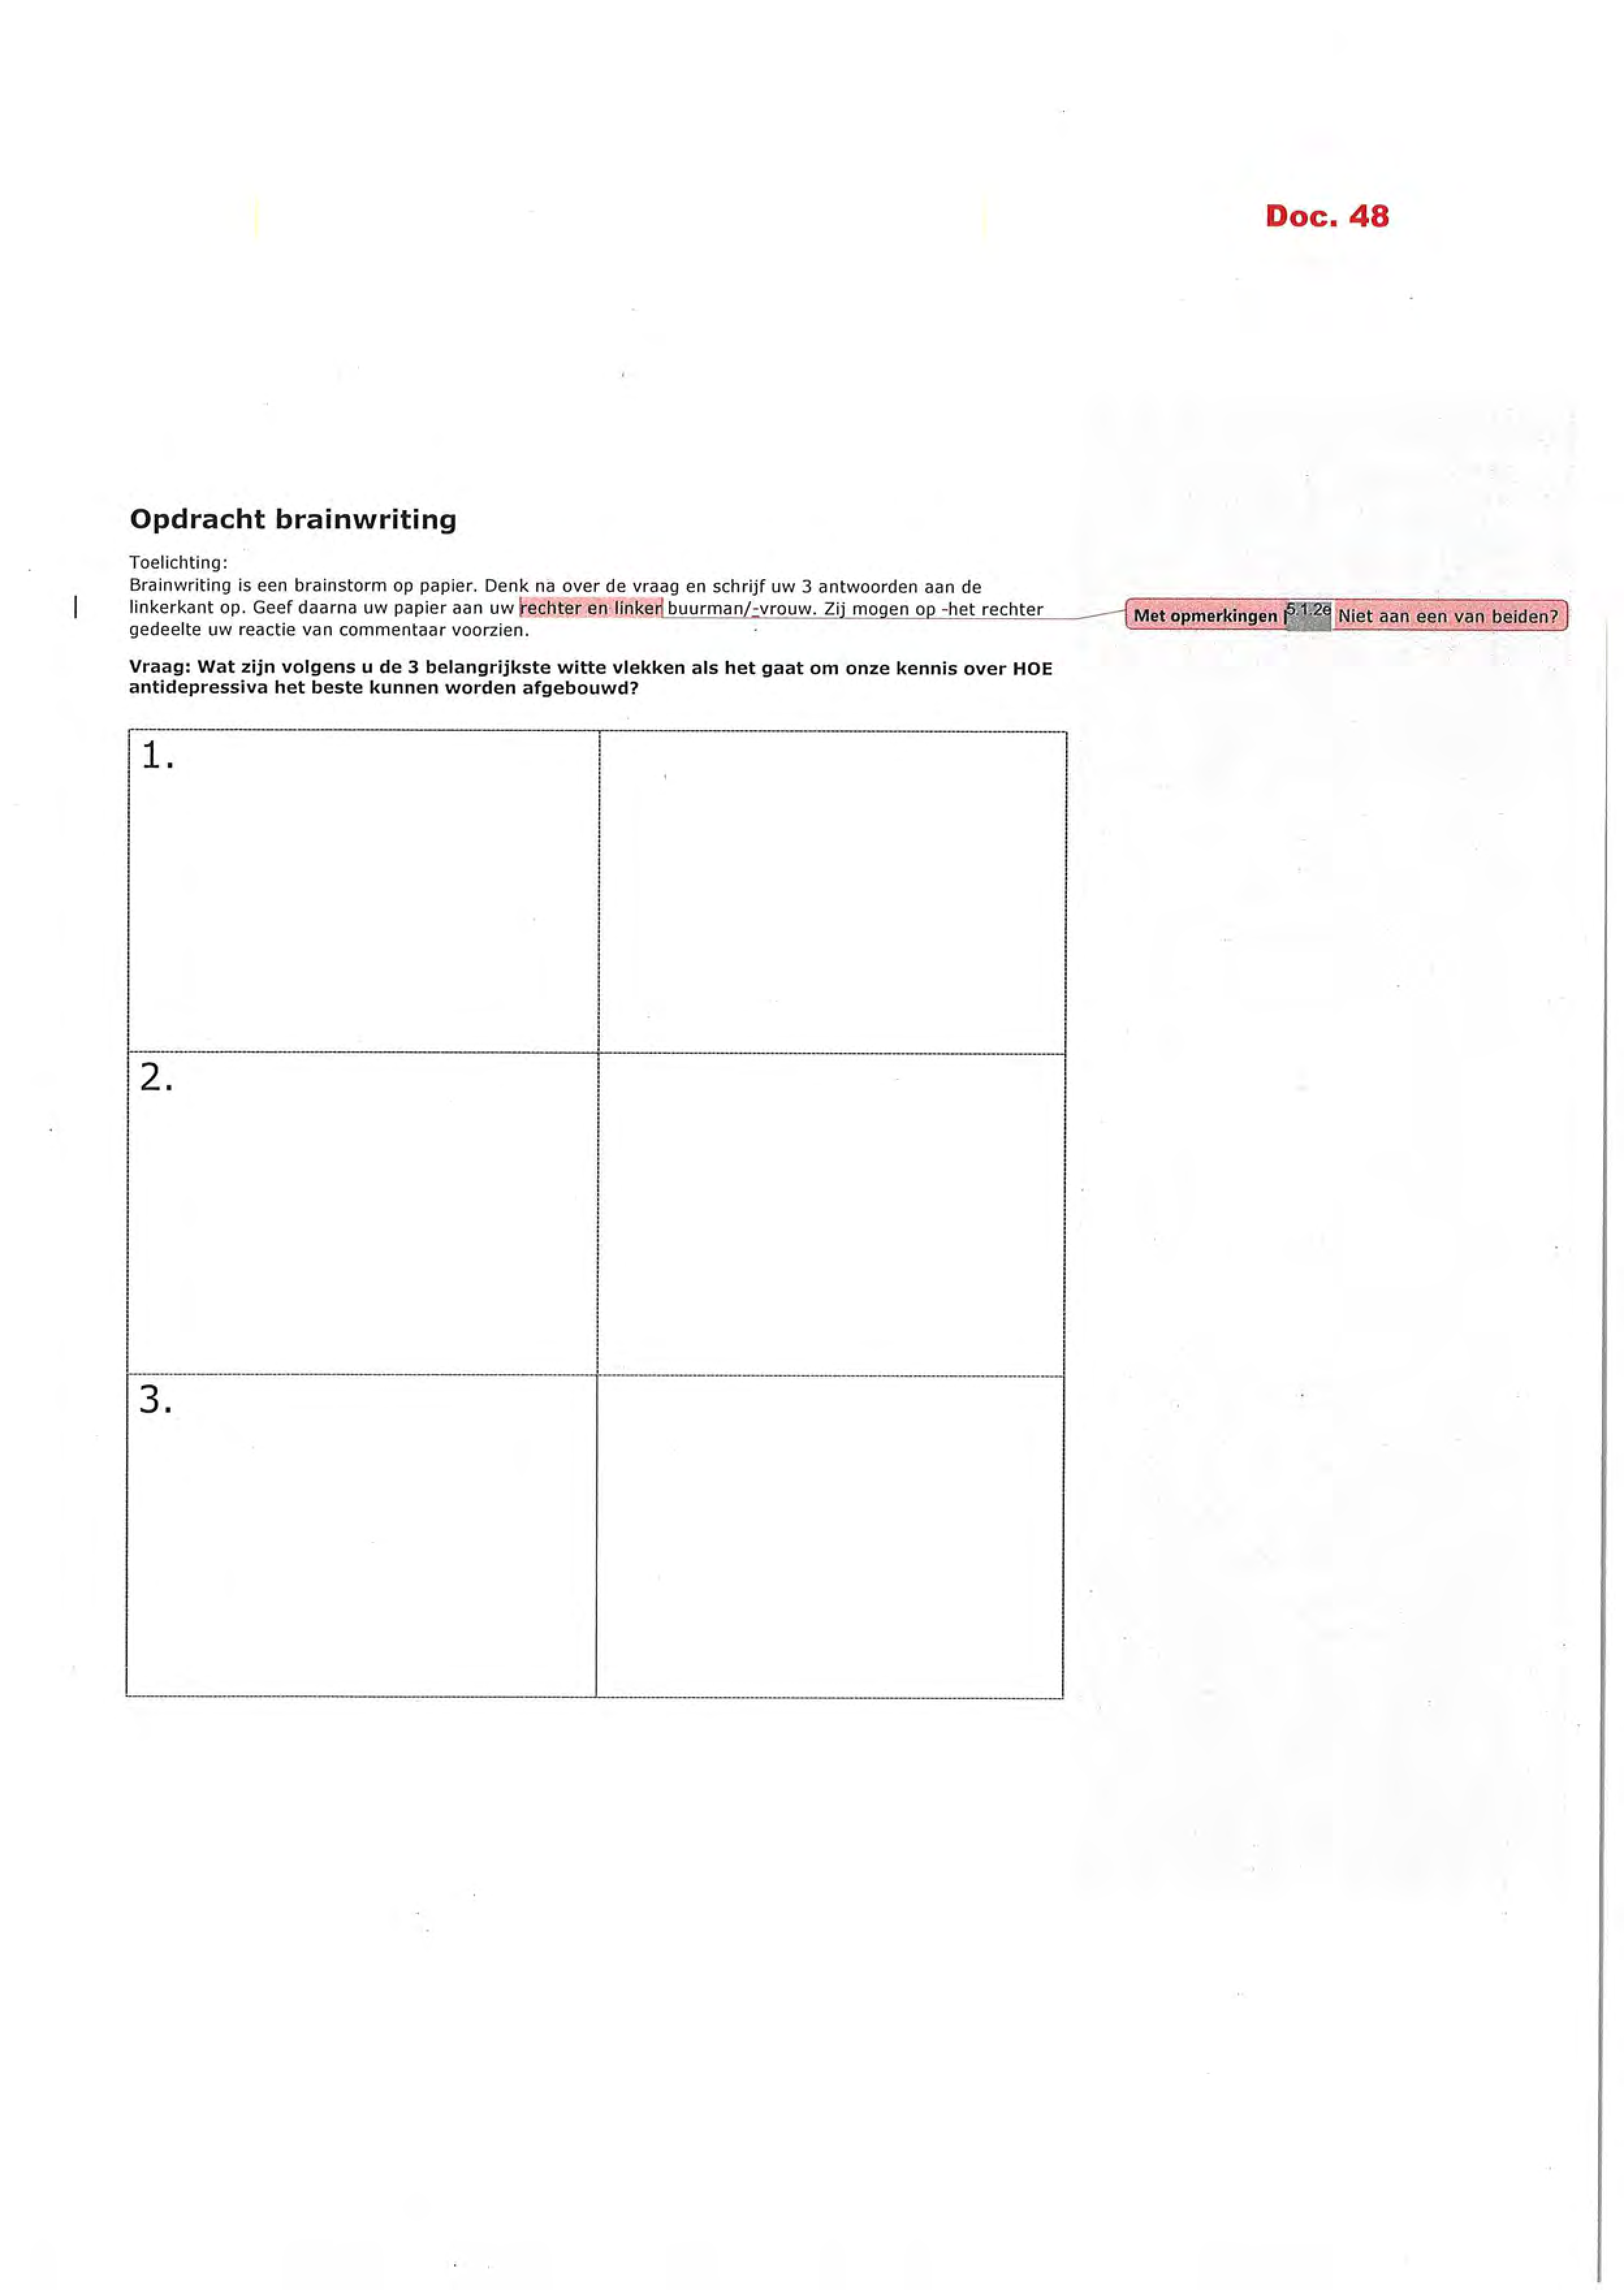 Doc. 48
Opdracht brainwriting
Toelichting:
Brainwriting is een brainstorm op papier. Denk na over de vraag en schrijf uw 3 antwoorden aan de
linkerkant op. Geef daarna uw papier aan uw rechter en linker buurman/-vrouw. Zij mogen op -het rechter
gedeelte uw reactie van commentaar voorzien.
Met opmerkingen [5.1.2e Niet aan een van beiden?
Vraag: Wat zijn volgens u de 3 belangrijkste witte vlekken als het gaat om onze kennis over HOE
antidepressiva het beste kunnen worden afgebouwd?
1.
2.
3.